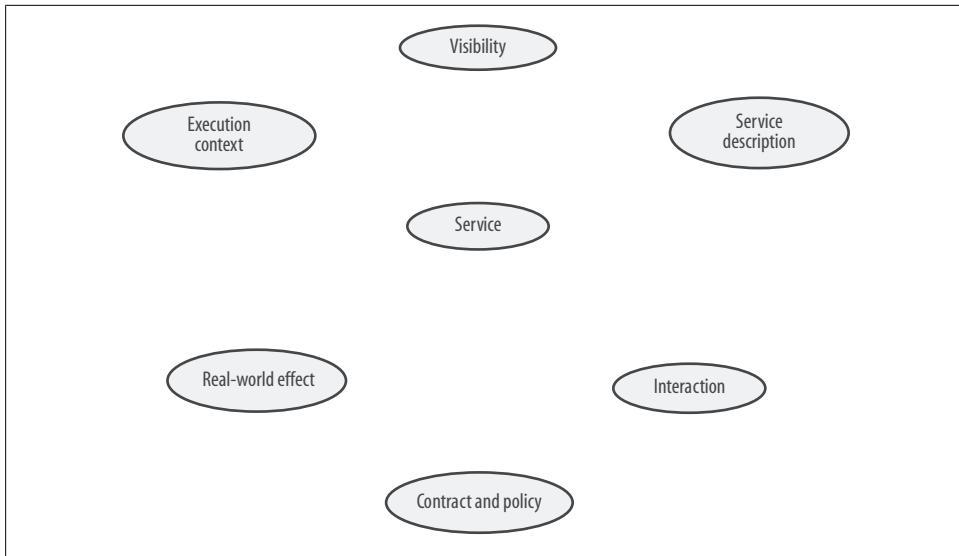 Visibility
Execution
context
Service
description
Service
Real-world effect
Interaction
Contract and policy